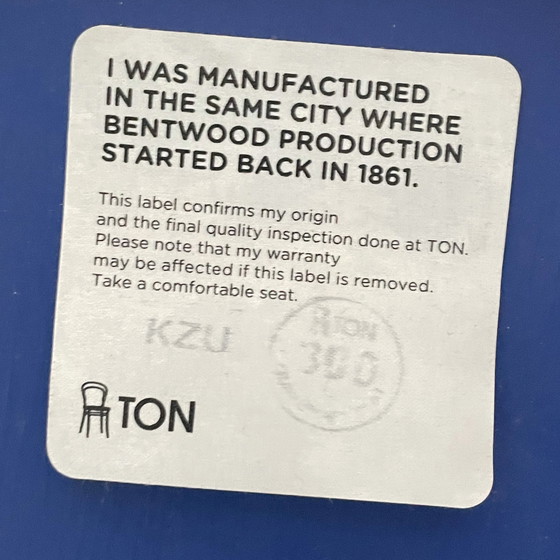 I WAS MANUFACTURED
IN THE SAME CITY WHERE
BENTWOOD PRODUCTION
STARTED BACK IN 1861.
This label confirms my origin
and the final quality inspection done at TON.
Please note that my warranty
may be affected if this label is removed.
Take a comfortable seat.
KZU
TON
300
TON